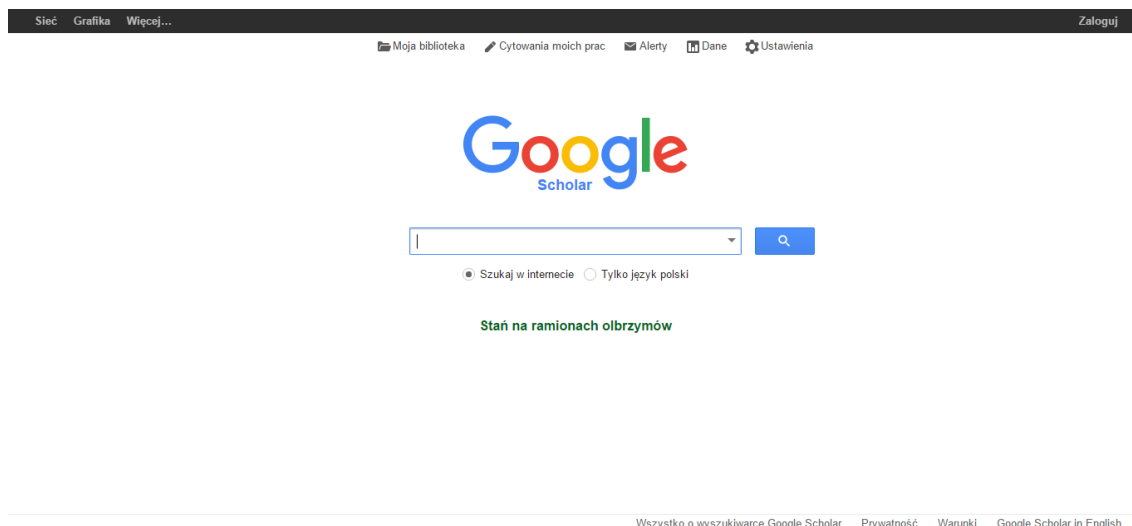 Sieć Grafika Więcej... Zaloguj
Moja biblioteka Cytowania moich prac Alerty Dane Ustawienia
Google
Scholar
Szukaj w internecie Tylko język polski
Stań na ramionach olbrzymów
Wszystko o wyszukiwarce Google Scholar Prywatność Warunki Google Scholar in English